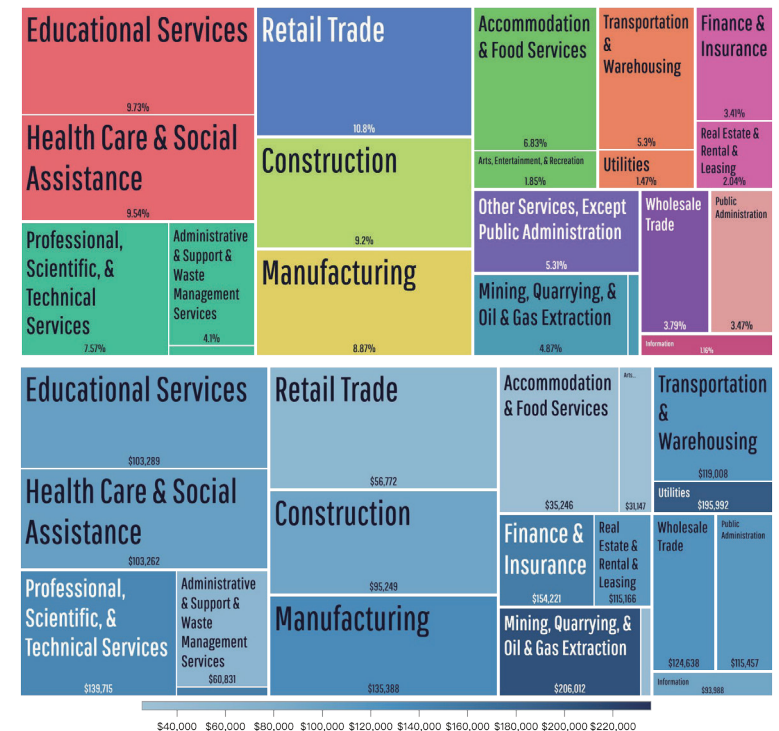 Educational Services
9.73%
Health Care & Social
Assistance
9.54%
Professional,
Scientific, &
Technical
Services
7.57%
Administrative
& Support &
Waste
Management
Services
4.1%
Retail Trade
10.8%
Construction
9.2%
Manufacturing
8.87%
Accommodation
& Food Services
6.83%
Arts, Entertainment, & Recreation
1.85%
Transportation
&
Warehousing
5.3%
Utilities
1.47%
Finance &
Insurance
3.41%
Real Estate &
Rental &
Leasing
2.04%
Other Services, Except
Public Administration
5.31%
Mining, Quarrying, &
Oil & Gas Extraction
4.87%
Wholesale
Trade
3.79%
Public
Administration
3.47%
Information
1.16%
Educational Services
$103,289
Health Care & Social
Assistance
$103,262
Professional,
Scientific, &
Technical Services
$139,715
Administrative
& Support &
Waste
Management
Services
$60,831
Retail Trade
$56,772
Construction
$95,249
Manufacturing
$135,388
Accommodation
& Food Services
$35,246
Arts,...
$31,147
Transportation
&
Warehousing
$119,008
Utilities
$195,992
Finance &
Insurance
$154,221
Real
Estate &
Rental &
Leasing
$115,166
Mining, Quarrying, &
Oil & Gas Extraction
$206,012
Wholesale
Trade
$124,638
Public
Administration
$115,457
Information
$93,988
$40,000 $60,000 $80,000 $100,000 $120,000 $140,000 $160,000 $180,000 $200,000 $220,000